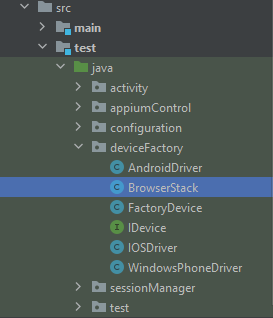 src
main
test
java
activity
appiumControl
configuration
deviceFactory
AndroidDriver
BrowserStack
FactoryDevice
IDevice
IOSDriver
WindowsPhoneDriver
sessionManager
test